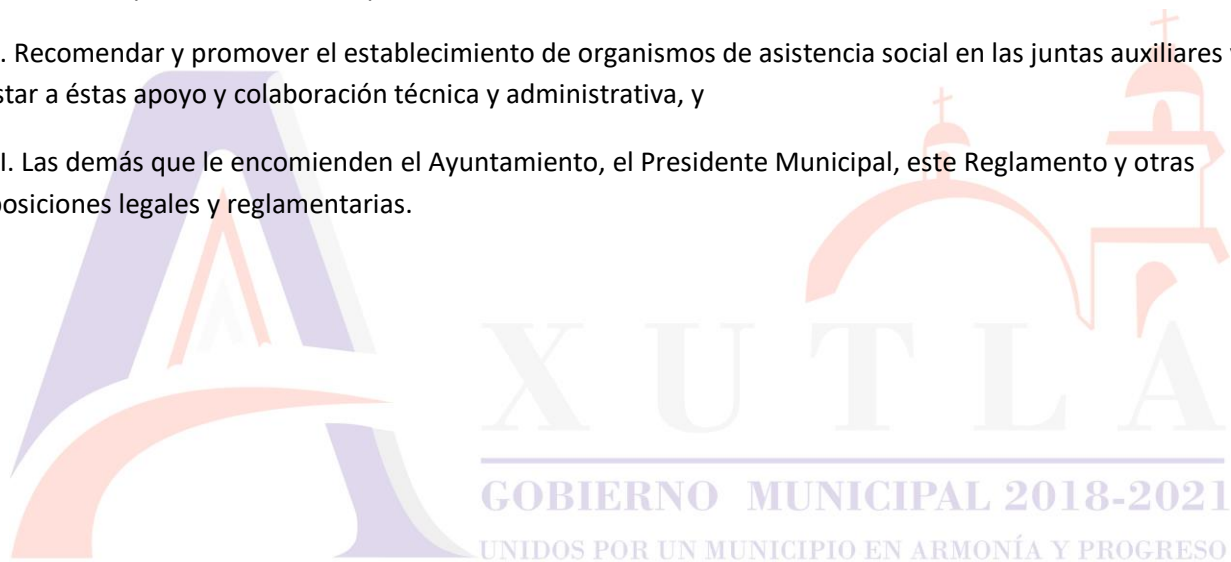 . Recomendar y promover el establecimiento de organismos de asistencia social en las juntas auxiliares
star a éstas apoyo y colaboración técnica y administrativa, y
I. Las demás que le encomienden el Ayuntamiento, el Presidente Municipal, este Reglamento y otras
posiciones legales y reglamentarias.
AXUTLA
GOBIERNO MUNICIPAL 2018-2021
UNIDOS POR UN MUNICIPIO EN ARMONÍA Y PROGRESO